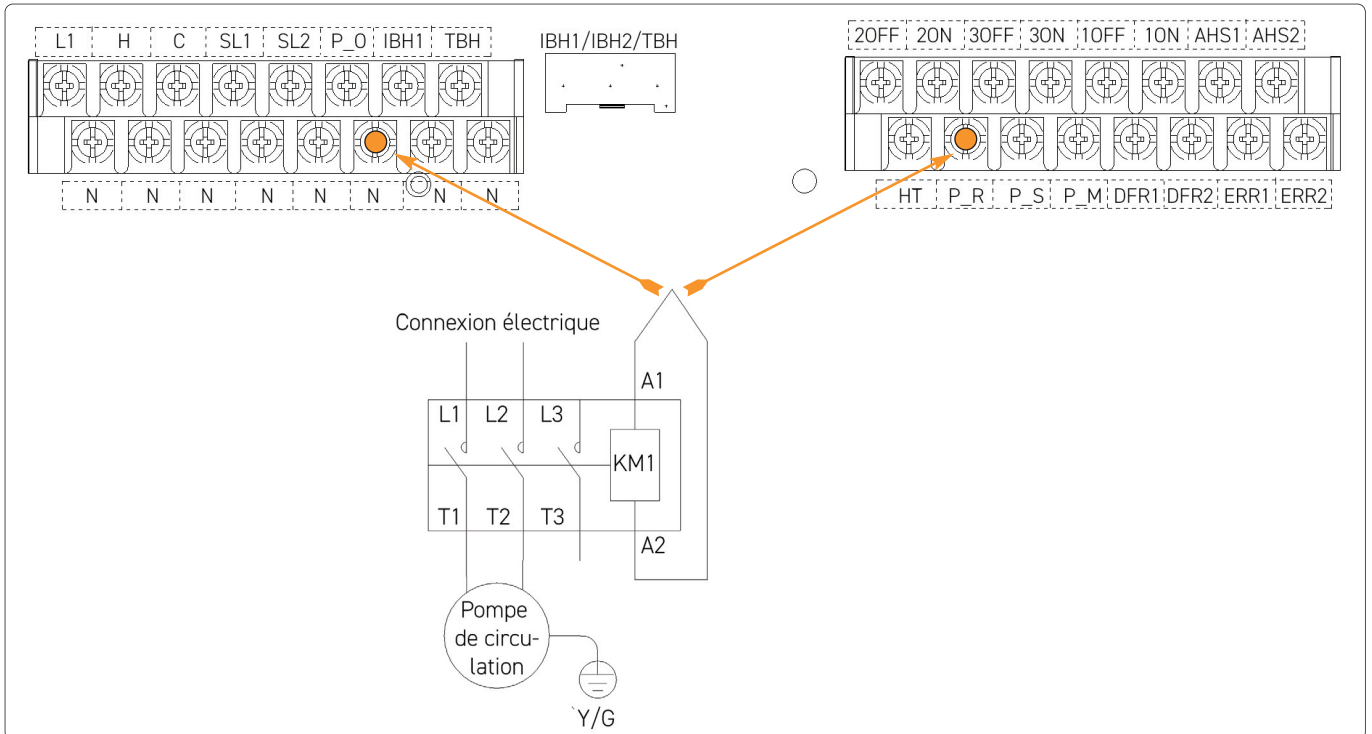 L1 H C SL1 SL2 P_O IBH1 TBH
IBH1/IBH2/TBH
2OFF 2ON 3OFF 3ON 1OFF 1ON AHS1 AHS2
N N N N N N N N
HT P_R P_S P_M DFR1 DFR2 ERR1 ERR2
Connexion électrique
A1
L1 L2 L3
KM1
T1 T2 T3
A2
Pompe
de circu-
lation
`Y/G